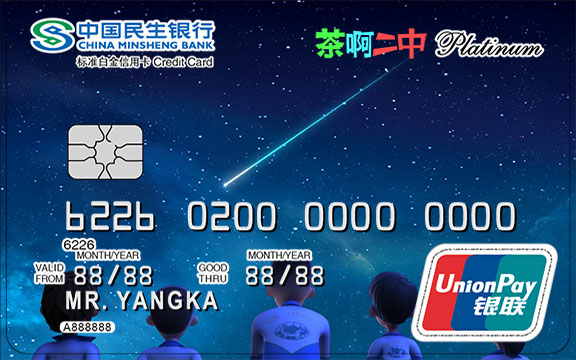 中国民生银行
CHINA MINSHENG BANK
标准白金信用卡 Credit Card
茶啊二中 Platinum
6226 0200 0000 0000
6226
MONTH/YEAR MONTH/YEAR
VALID FROM 88/88 GOOD THRU 88/88
MR. YANGKA
A888888
UnionPay
银联